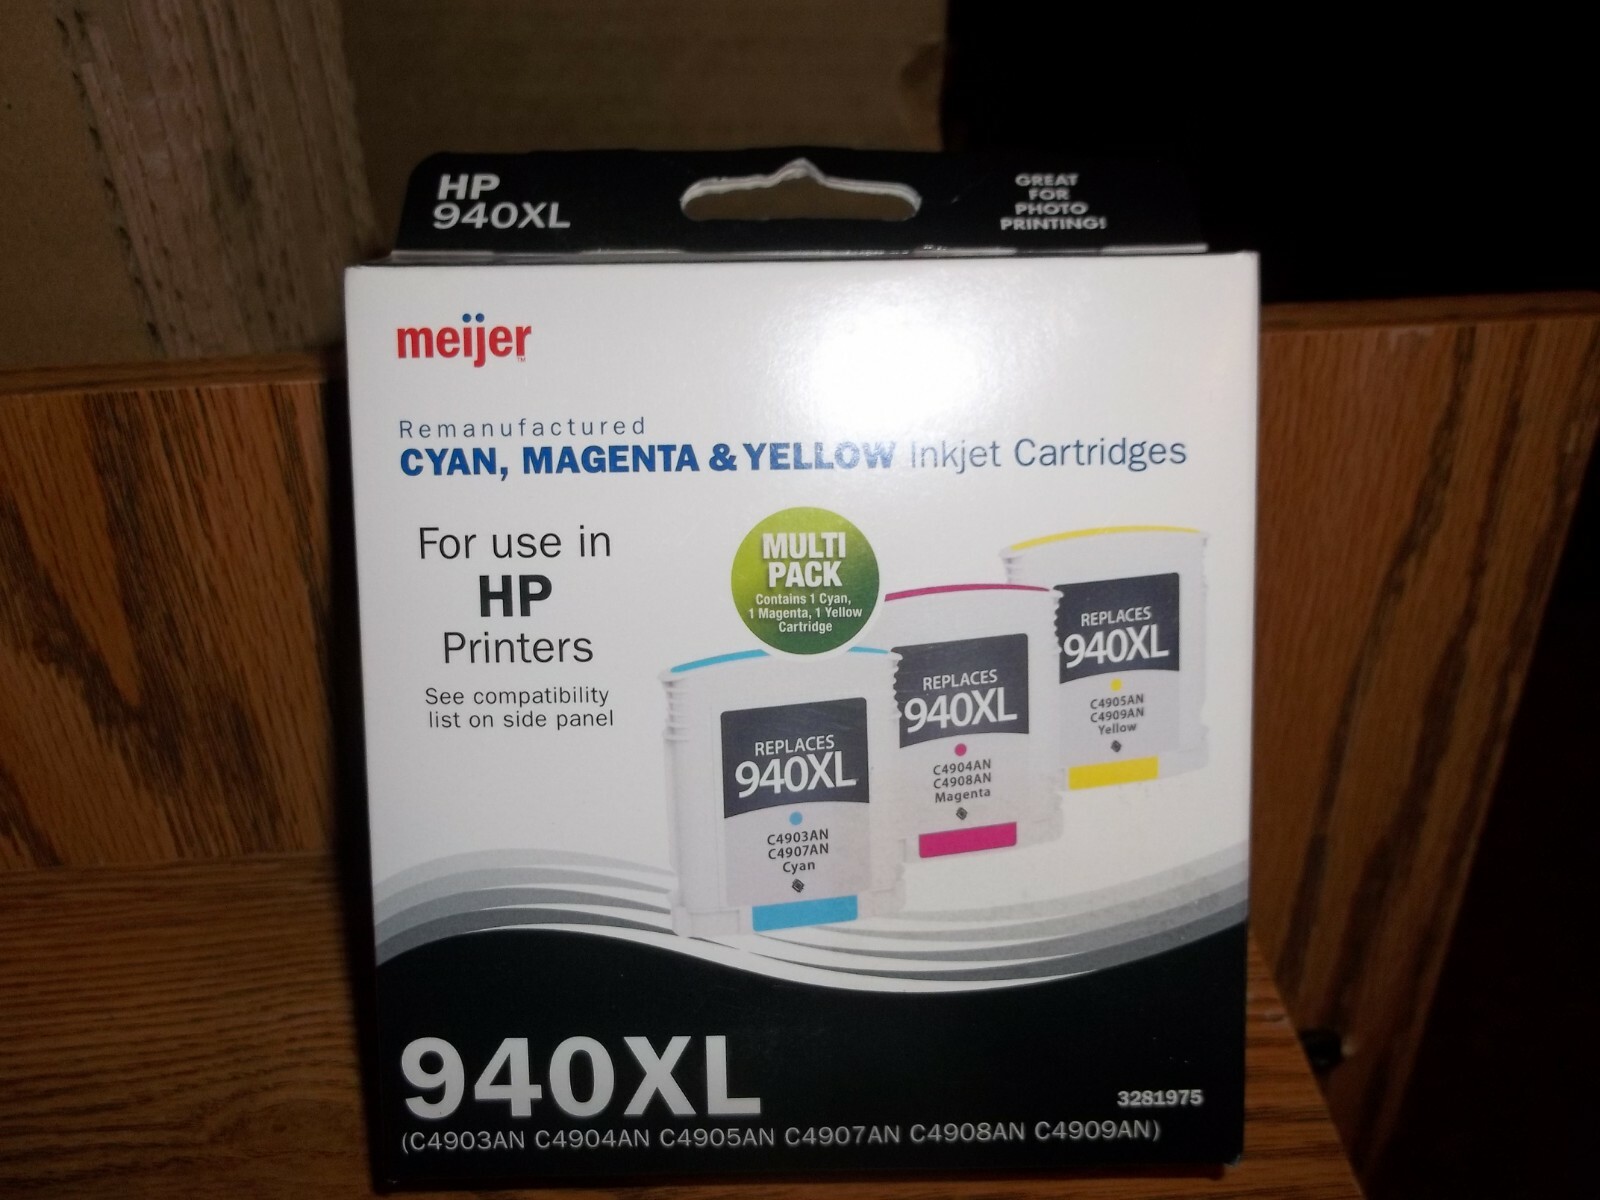 HP
940XL
GREAT
FOR
PHOTO
PRINTING!
meijer
Remanufactured
CYAN, MAGENTA & YELLOW Inkjet Cartridges
For use in
HP
Printers
See compatibility
list on side panel
MULTI
PACK
Contains 1 Cyan,
1 Magenta, 1 Yellow
Cartridge
REPLACES
940XL
C4903AN
C4907AN
Cyan
REPLACES
940XL
C4904AN
C4908AN
Magenta
REPLACES
940XL
C4905AN
C4909AN
Yellow
940XL
3281975
(C4903AN C4904AN C4905AN C4907AN C4908AN C4909AN)